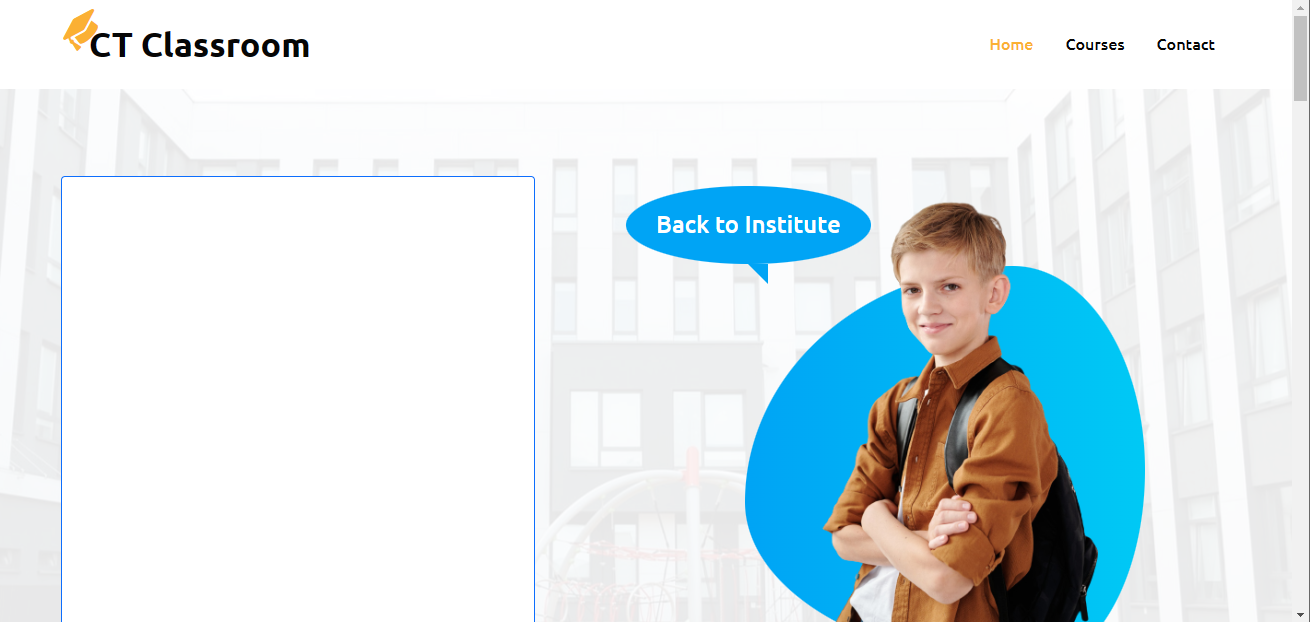 CT Classroom
Home
Courses
Contact
Back to Institute